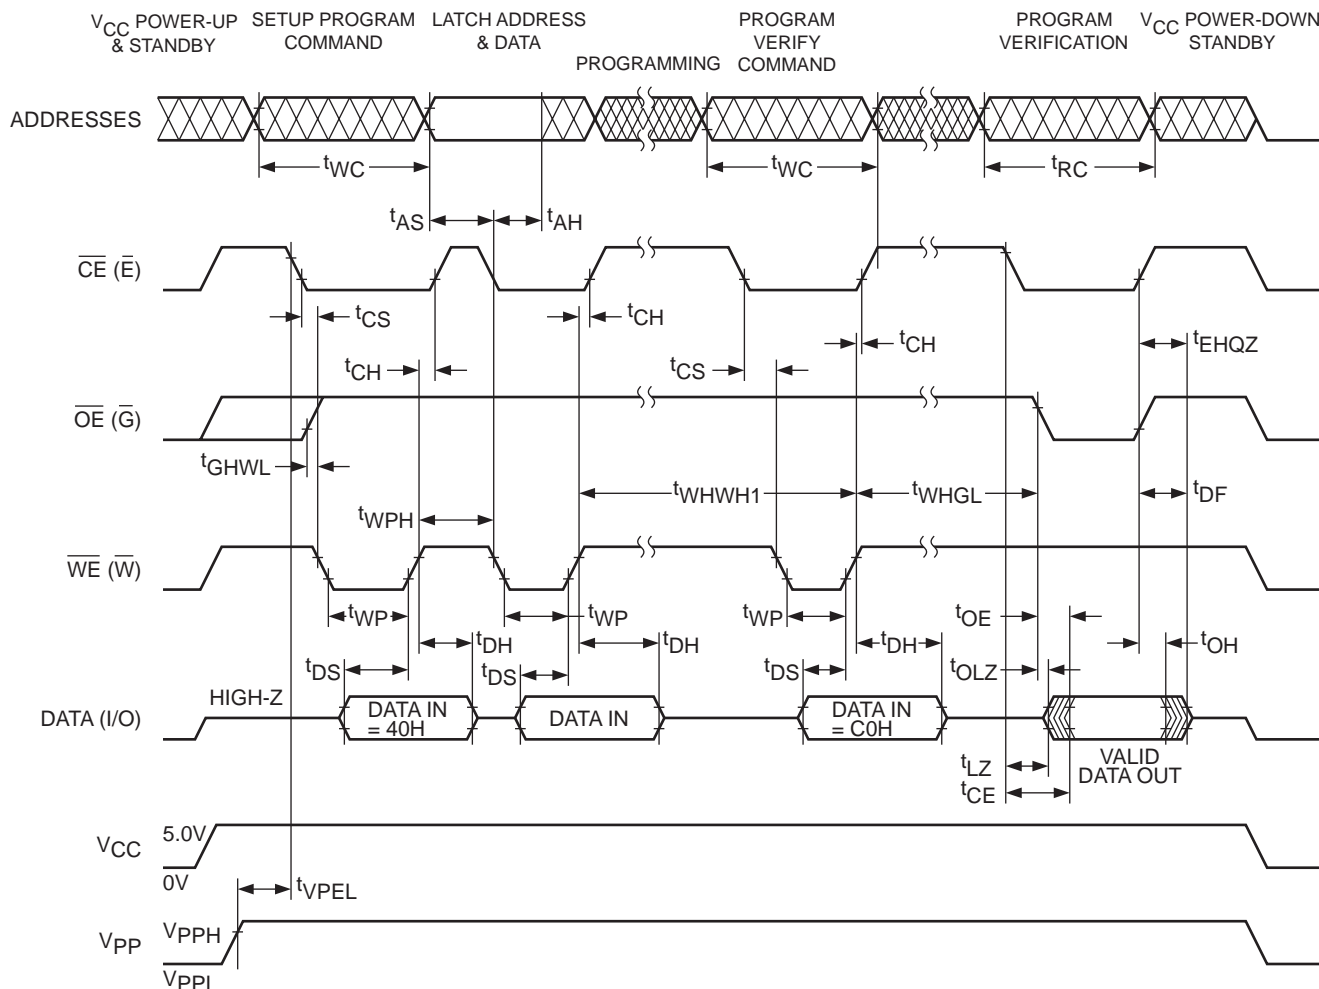 VCC POWER-UP
& STANDBY
SETUP PROGRAM
COMMAND
LATCH ADDRESS
& DATA
PROGRAMMING
PROGRAM
VERIFY
COMMAND
PROGRAM
VERIFICATION
VCC POWER-DOWN
STANDBY
ADDRESSES
tWC
tWC
tRC
tAS
tAH
CE (E)
tCS
tCH
tCH
tCS
tCH
tEHQZ
OE (G)
tGHWL
tWHWH1
tWHGL
tDF
tWPH
WE (W)
tWP
tWP
tWP
tOE
tDH
tDH
tDH
tOH
tDS
tDS
tDS
tOLZ
DATA (I/O)
HIGH-Z
DATA IN
= 40H
DATA IN
DATA IN
= C0H
VALID
DATA OUT
tLZ
tCE
VCC
5.0V
0V
tVPEL
VPP
VPPH
VPPL